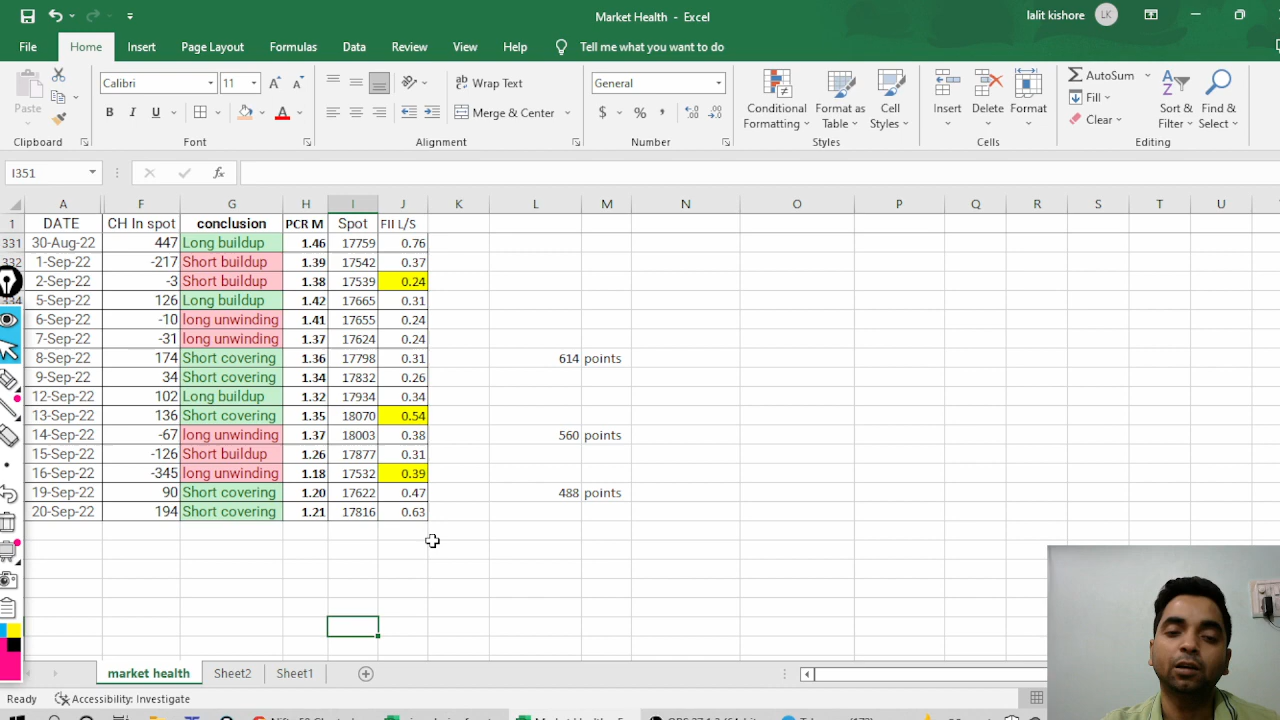 Market Health - Excel
lalit kishore LK
File Home Insert Page Layout Formulas Data Review View Help Tell me what you want to do
Paste
Calibri 11
B I U A
Wrap Text
Merge & Center
General
$ %
Conditional Formatting
Format as Table
Cell Styles
Insert Delete Format
AutoSum
Fill
Clear
Sort & Filter
Find & Select
Clipboard Font Alignment Number Styles Cells Editing
I351 fx
A F G H I J K L M N O P Q R S T U
1 DATE CH In spot conclusion PCR M Spot FII L/S
331 30-Aug-22 447 Long buildup 1.46 17759 0.76
332 1-Sep-22 -217 Short buildup 1.39 17542 0.37
2-Sep-22 -3 Short buildup 1.38 17539 0.24
334 5-Sep-22 126 Long buildup 1.42 17665 0.31
6-Sep-22 -10 long unwinding 1.41 17655 0.24
7-Sep-22 -31 long unwinding 1.37 17624 0.24
8-Sep-22 174 Short covering 1.36 17798 0.31 614 points
9-Sep-22 34 Short covering 1.34 17832 0.26
12-Sep-22 102 Long buildup 1.32 17934 0.34
13-Sep-22 136 Short covering 1.35 18070 0.54
14-Sep-22 -67 long unwinding 1.37 18003 0.38 560 points
15-Sep-22 -126 Short buildup 1.26 17877 0.31
16-Sep-22 -345 long unwinding 1.18 17532 0.39
19-Sep-22 90 Short covering 1.20 17622 0.47 488 points
20-Sep-22 194 Short covering 1.21 17816 0.63
market health Sheet2 Sheet1
Ready Accessibility: Investigate